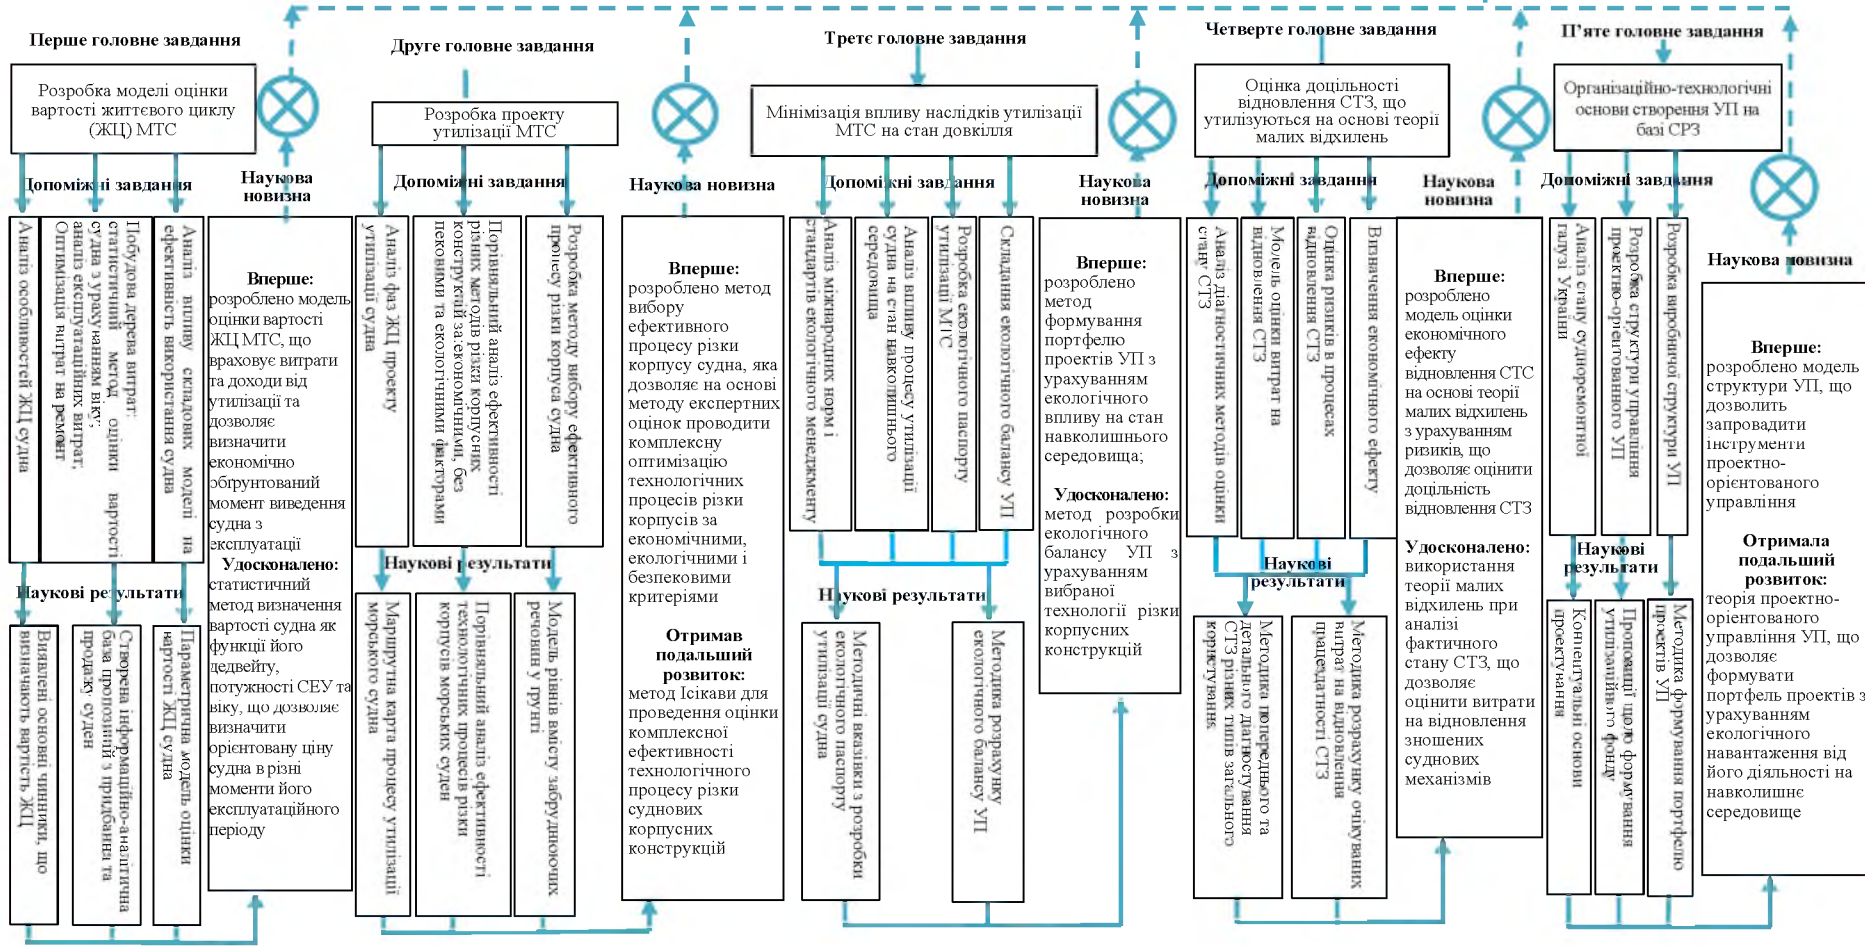 Перше головне завдання
Розробка моделі оцінки
вартості життєвого циклу
(ЖЦ) МТС
Допоміжні завдання
Аналіз особливостей ЖЦ судна
Побудова дерева витрат:
статистичний метод оцінки вартості
судна з урахуванням віку;
аналіз експлуатаційних витрат;
Оптимізація витрат на ремонт
Аналіз впливу складових моделі на
ефективність використання судна
Наукові результати
Виявлені основні чинники, що
визначають вартість ЖЦ
Створена інформаційно-аналітична
база пропозицій з придбання та
продажу суден
Параметрична модель оцінки
вартості ЖЦ судна
Наукова
новизна
Вперше:
розроблено модель
оцінки вартості
ЖЦ МТС, що
враховує витрати
та доходи від
утилізації та
дозволяє
визначити
економічно
обґрунтований
момент виведення
судна з
експлуатації
Удосконалено:
статистичний
метод визначення
вартості судна як
функції його
дедвейту,
потужності СЕУ та
віку, що дозволяє
визначити
орієнтовану ціну
судна в різні
моменти його
експлуатаційного
періоду
Друге головне завдання
Розробка проекту
утилізації МТС
Допоміжні завдання
Аналіз фаз ЖЦ проекту
утилізації судна
Порівняльний аналіз ефективності
різних методів різки корпусних
конструкцій за економічними, без
пековими та екологічними факторами
Розробка методу вибору ефективного
процесу різки корпуса судна
Наукові результати
Маршрутна карта процесу утилізації
морського судна
Порівняльний аналіз ефективності
технологічних процесів різки
корпусів морських суден
Модель рівнів вмісту забруднюючих
речовин у ґрунті
Наукова новизна
Вперше:
розроблено метод
вибору
ефективного
процесу різки
корпусу судна, яка
дозволяє на основі
методу експертних
оцінок проводити
комплексну
оптимізацію
технологічних
процесів різки
корпусів за
економічними,
екологічними і
безпековими
критеріями
Отримав
подальший
розвиток:
метод Ісікави для
проведення оцінки
комплексної
ефективності
технологічного
процесу різки
суднових
корпусних
конструкцій
Третє головне завдання
Мінімізація впливу наслідків утилізації
МТС на стан довкілля
Допоміжні завдання
Аналіз міжнародних норм і
стандартів екологічного менеджменту
Аналіз впливу процесу утилізації
судна на стан навколишнього
середовища
Розробка екологічного паспорту
утилізації МТС
Складання екологічного балансу УП
Наукові результати
Методичні вказівки з розробки
екологічного паспорту
утилізації судна
Методика розрахунку
екологічного балансу УП
Наукова
новизна
Вперше:
розроблено
метод
формування
портфелю
проектів УП з
урахуванням
екологічного
впливу на стан
навколишнього
середовища;
Удосконалено:
метод розробки
екологічного
балансу УП з
урахуванням
вибраної
технології різки
корпусних
конструкцій
Четверте головне завдання
Оцінка доцільності
відновлення СТЗ, що
утилізуються на основі теорії
малих відхилень
Допоміжні завдання
Аналіз діагностичних методів оцінки
стану СТЗ
Модель оцінки витрат на
відновлення СТЗ
Оцінка ризиків в процесах
відновлення СТЗ
Визначення економічного ефекту
Наукові
результати
Методика попереднього та
детального діагностування
СТЗ різних типів загального
користування.
Методика розрахунку очікуваних
витрат на відновлення
працездатності СТЗ
Наукова
новизна
Вперше:
розроблено
модель оцінки
економічного
ефекту
відновлення СТС
на основі теорії
малих відхилень
з урахуванням
ризиків, що
дозволяє оцінити
доцільність
відновлення СТЗ
Удосконалено:
використання
теорії малих
відхилень при
аналізі
фактичного
стану СТЗ, що
дозволяє
оцінити витрати
на відновлення
зношених
суднових
механізмів
П’яте головне завдання
Організаційно-технологічні
основи створення УП на
базі СРЗ
Допоміжні завдання
Аналіз стану судноремонтної
галузі України
Розробка структури управління
проектно-орієнтованого УП
Розробка виробничої структури УП
Наукові
результати
Концептуальні основи
проектування
Пропозиції щодо формування
утилізаційного фонду
Методика формування портфелю
проектів УП
Наукова новизна
Вперше:
розроблено модель
структури УП, що
дозволить
запровадити
інструменти
проектно-
орієнтованого
управління
Отримала
подальший
розвиток:
теорія проектно-
орієнтованого
управління УП, що
дозволяє
формувати
портфель проектів з
урахуванням
екологічного
навантаження від
його діяльності на
навколишнє
середовище